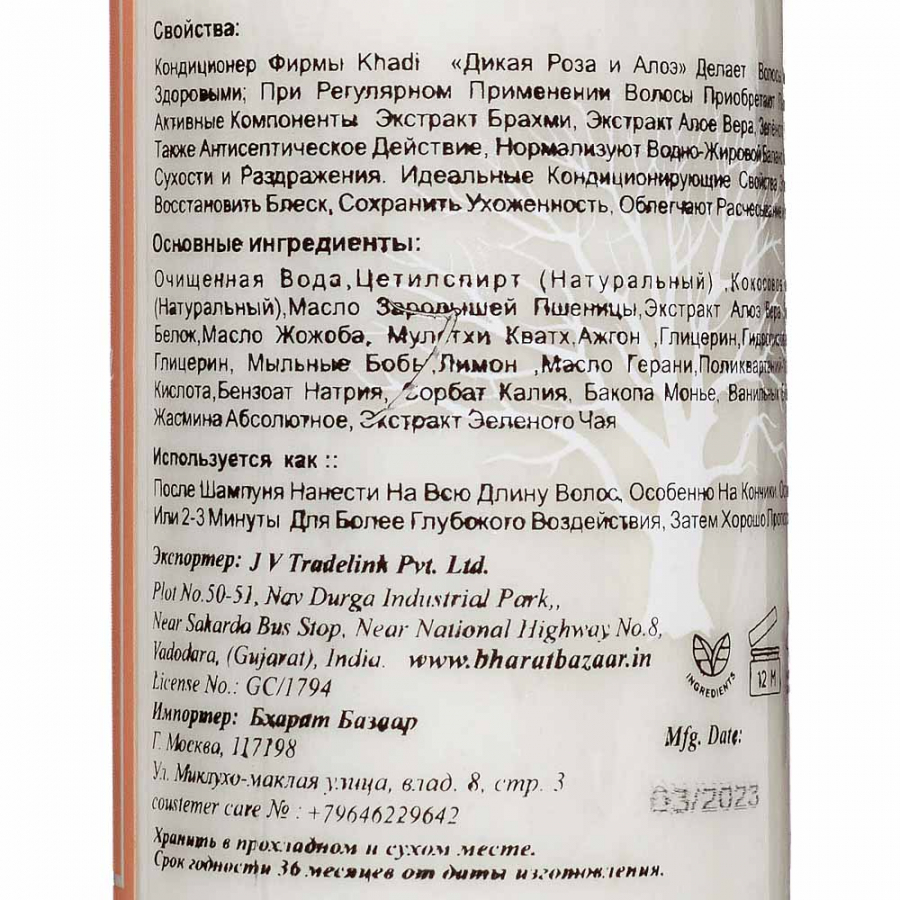 Свойства:
Кондиционер Фирмы Khadi «Дикая Роза и Алоэ» Делает Волосы
Здоровыми; При Регулярном Применении Волосы Приобретают
Активные Компоненты Экстракт Брахми, Экстракт Алое Вера,
Также Антисептическое Действие, Нормализуют Водно-Жировой Баланс
Сухости и Раздражения. Идеальные Кондиционирующие Свойства
Восстановить Блеск, Сохранить Ухоженность, Облегчают Расчесывание
Основные ингредиенты:
Очищенная Вода,Цетилспирт (Натуральный) ,Кокосовое
(Натуральный),Масло Зародышей Пшеницы,Экстракт Алоэ Вера
Белок,Масло Жожоба, Мултхи Кватх,Ажгон ,Глицерин,
Глицерин, Мыльные Бобы,Лимон ,Масло Герани,
Кислота,Бензоат Натрия, Сорбат Калия, Бакопа Монье, Ванильных
Жасмина Абсолютное, Экстракт Зеленого Чая
Используется как ::
После Шампуня Нанести На Всю Длину Волос, Особенно На Кончики.
Или 2-3 Минуты Для Более Глубокого Воздействия, Затем Хорошо
Экспортер: J V Tradelink Pvt. Ltd.
Plot No.50-51, Nav Durga Industrial Park,,
Near Sakarda Bus Stop, Near National Highway No.8,
Vadodara, (Gujarat), India. www.bharatbazaar.in
License No.: GC/1794
INGREDIENTS
12 M
Импортер: Бхарат Базаар
Г. Москва, 117198
Ул. Миклухо-маклая улица, влад. 8, стр. 3
coustemer care № : +79646229642
Mfg. Date:
03/2023
Хранить в прохладном и сухом месте.
Срок годности 36 месяцев от даты изготовления.